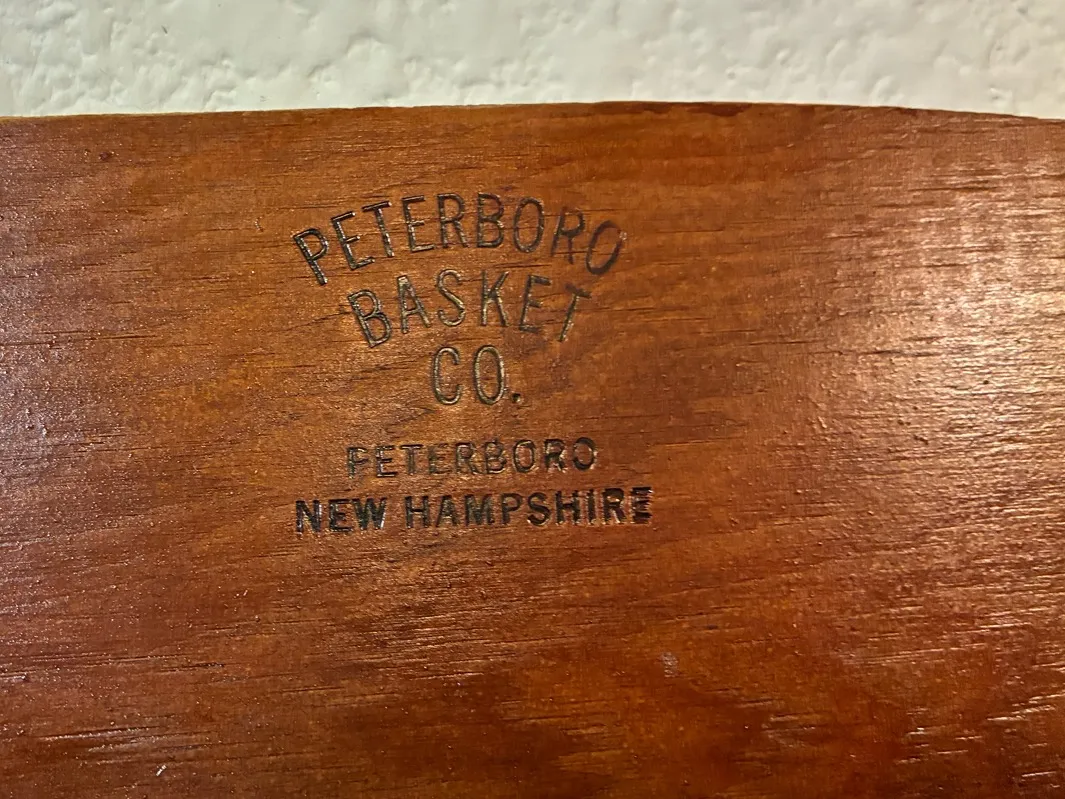 PETERBORO
BASKET
CO.
PETERBORO
NEW HAMPSHIRE